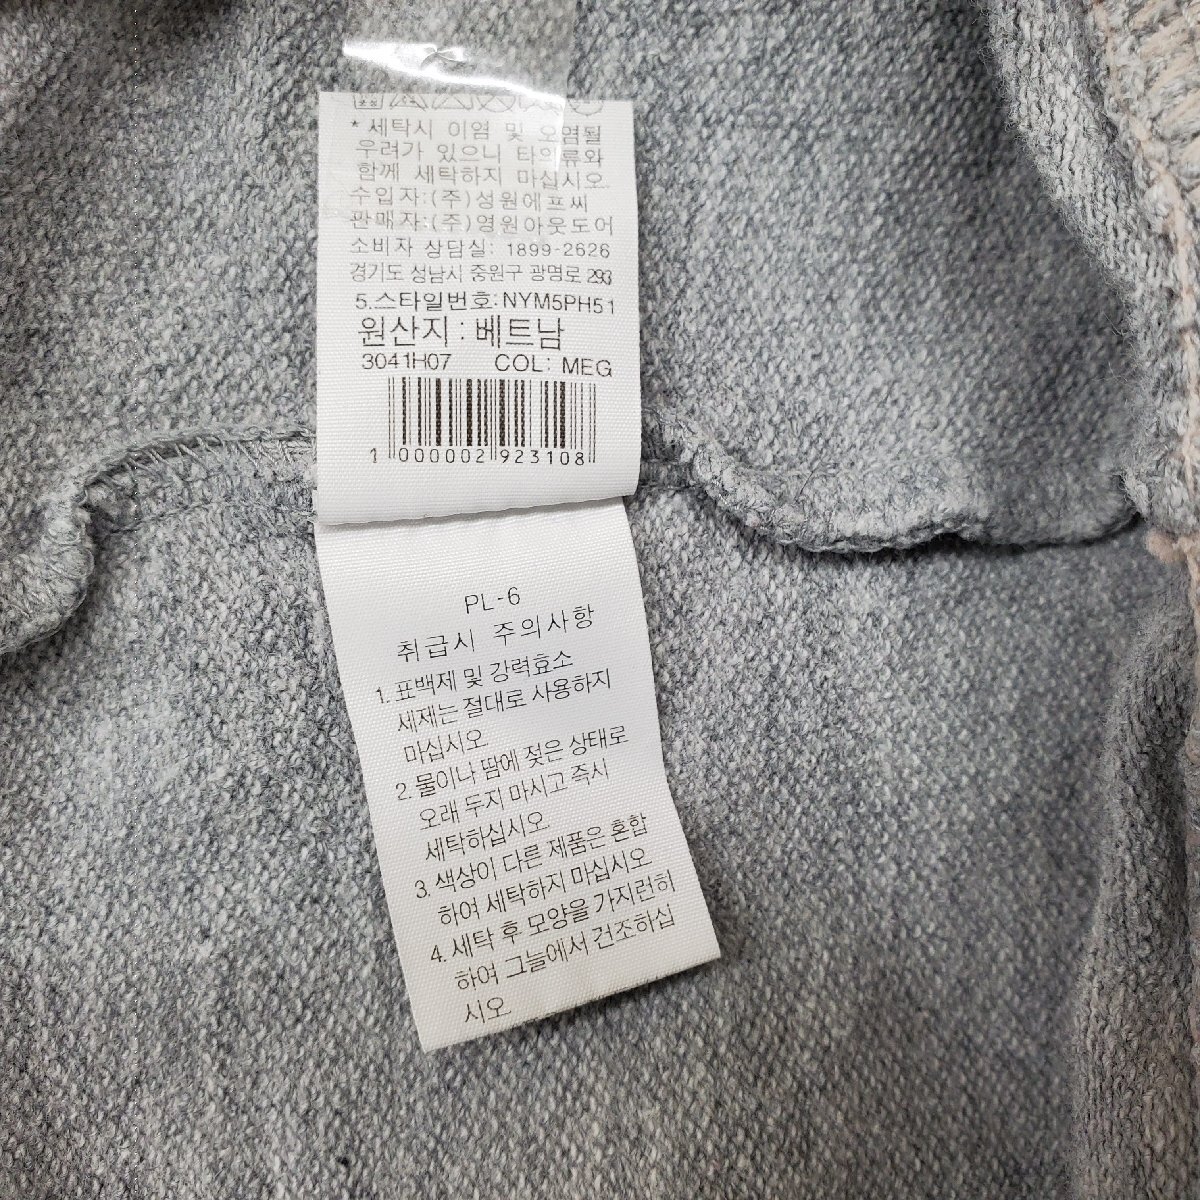 * 세탁시 이염 및 오염될
우려가 있으니 타의류와
함께 세탁하지 마십시오.
수입자:(주)성원에프씨
판매자:(주)영원아웃도어
소비자 상담실: 1899-2626
경기도 성남시 중원구 광명로 293
5.스타일번호:NYM5PH51
원산지 : 베트남
3041H07 COL: MEG
1 000002 923108
PL-6
취급시 주의사항
1. 표백제 및 강력효소
세제는 절대로 사용하지
마십시오.
2. 물이나 땀에 젖은 상태로
오래 두지 마시고 즉시
세탁하십시오.
3. 색상이 다른 제품은 혼합
하여 세탁하지 마십시오
4. 세탁 후 모양을 가지런히
하여 그늘에서 건조하십
시오